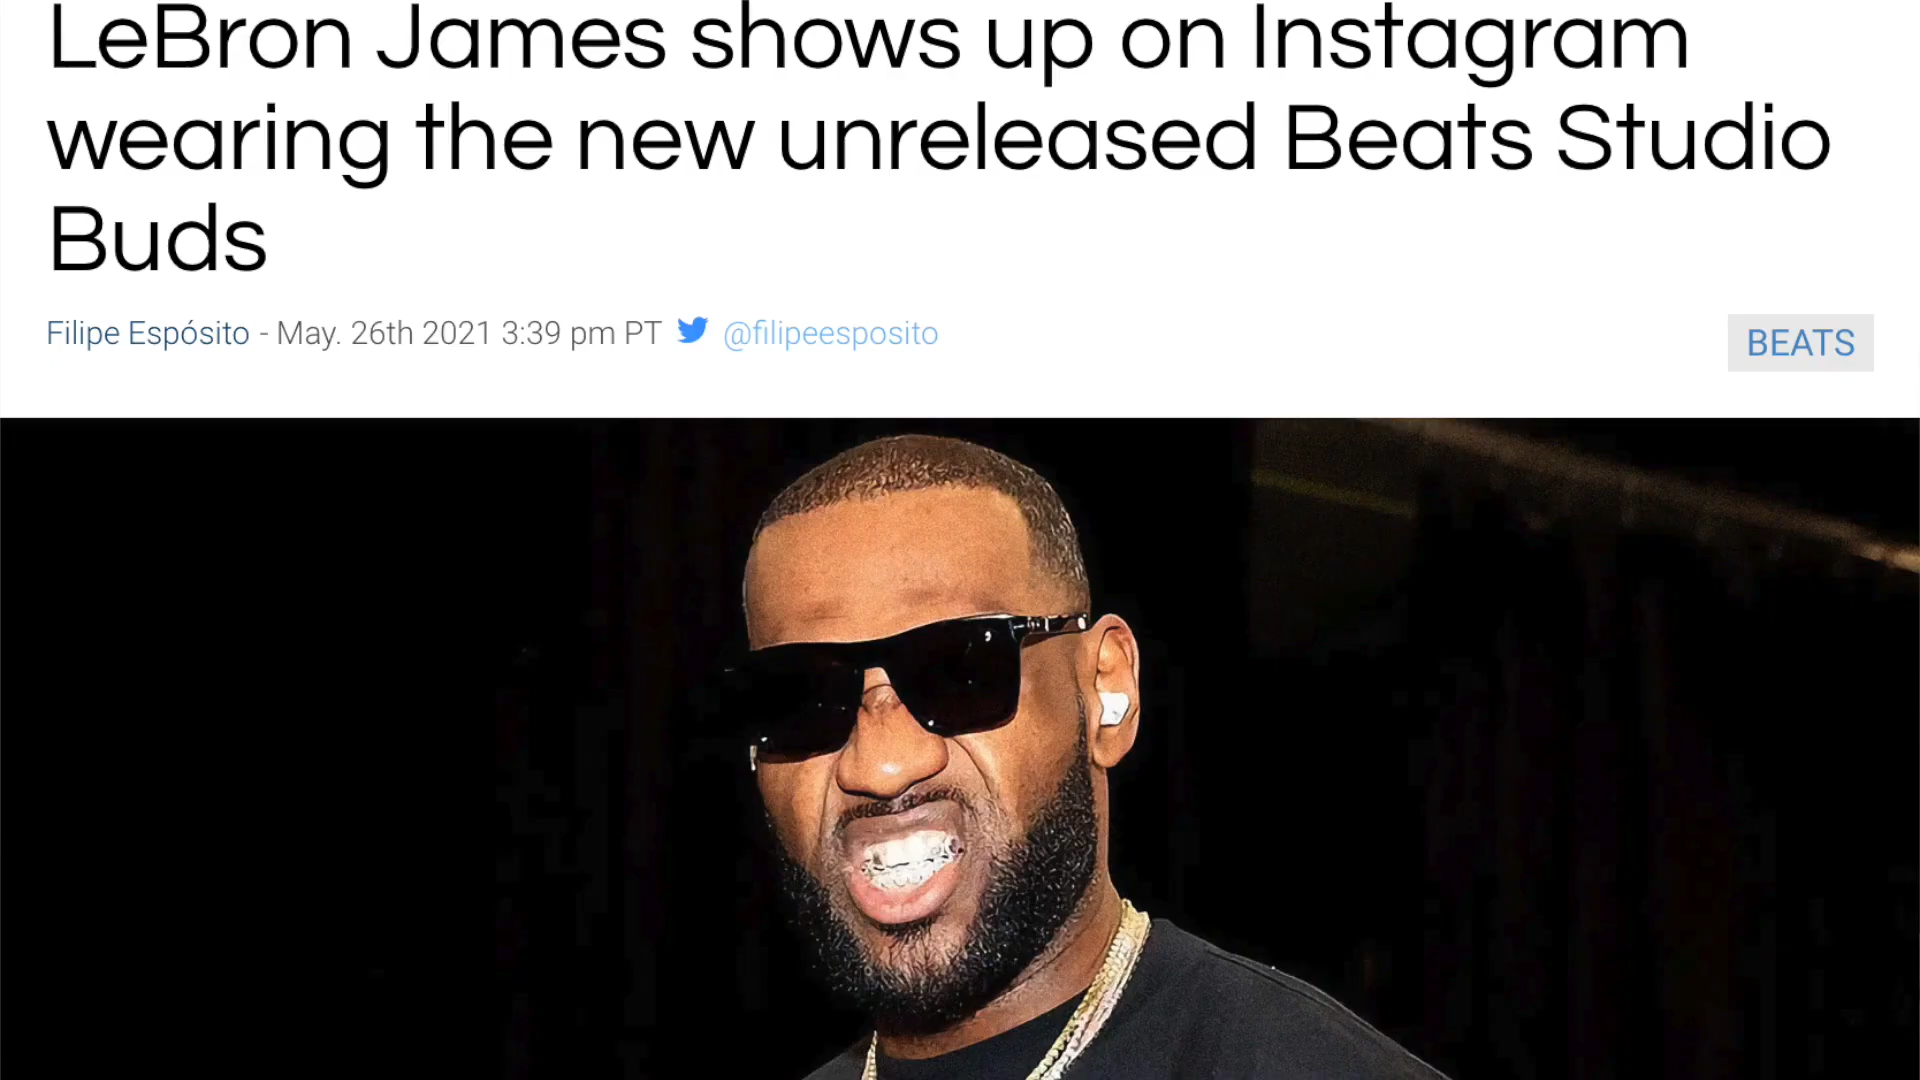 LeBron James shows up on Instagram
wearing the new unreleased Beats Studio
Buds
Filipe Espósito - May. 26th 2021 3:39 pm PT @filipeesposito
BEATS